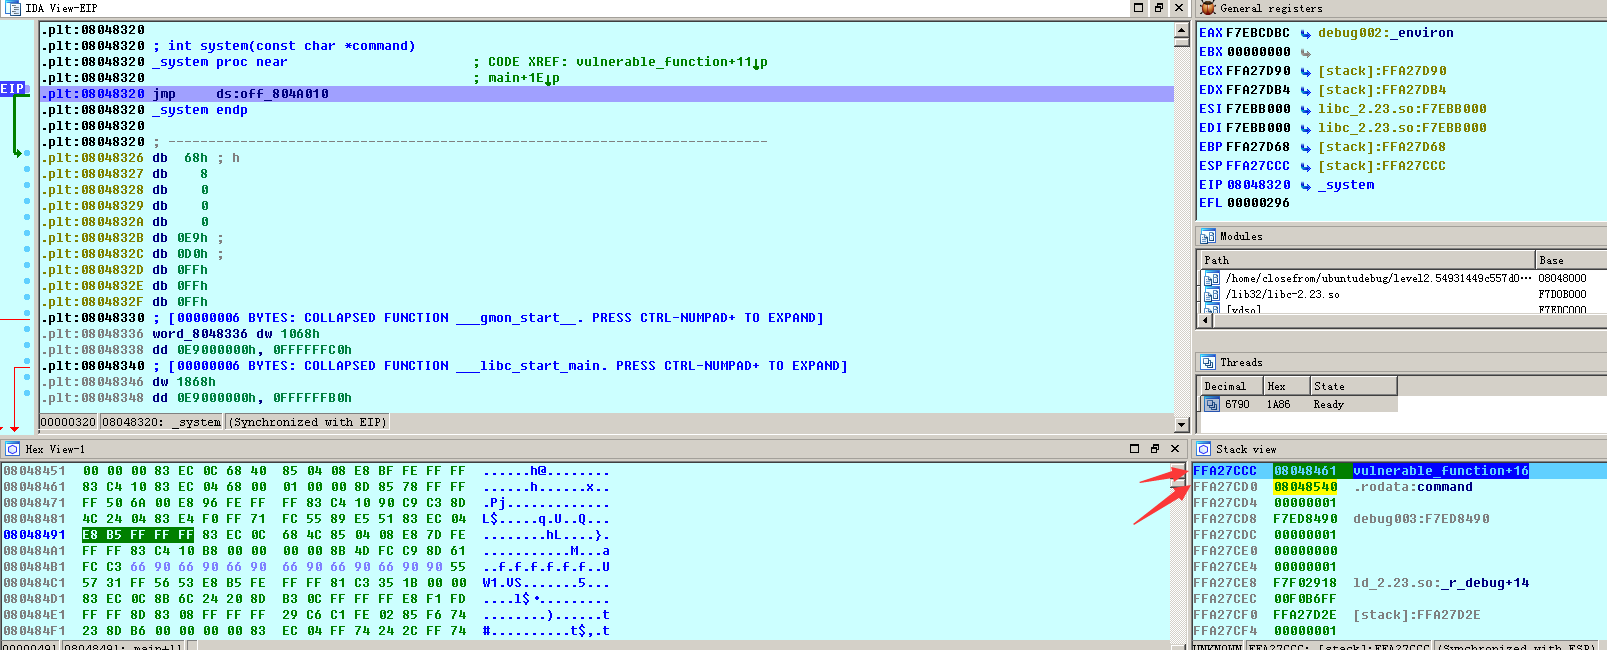 IDA View-EIP
.plt:08048320
.plt:08048320 ; int system(const char *command)
.plt:08048320 _system proc near ; CODE XREF: vulnerable_function+11↓p
.plt:08048320 ; main+1E↓p
EIP
.plt:08048320 jmp ds:off_804A010
.plt:08048320 _system endp
.plt:08048320
.plt:08048320 ; ---------------------------------------------------------------------------
.plt:08048326 db 68h ; h
.plt:08048327 db 8
.plt:08048328 db 0
.plt:08048329 db 0
.plt:0804832A db 0
.plt:0804832B db 0E9h ;
.plt:0804832C db 0D0h ;
.plt:0804832D db 0FFh
.plt:0804832E db 0FFh
.plt:0804832F db 0FFh
.plt:08048330 ; [00000006 BYTES: COLLAPSED FUNCTION ___gmon_start__. PRESS CTRL-NUMPAD+ TO EXPAND]
.plt:08048336 word_8048336 dw 1068h
.plt:08048338 dd 0E9000000h, 0FFFFFFC0h
.plt:08048340 ; [00000006 BYTES: COLLAPSED FUNCTION ___libc_start_main. PRESS CTRL-NUMPAD+ TO EXPAND]
.plt:08048346 dw 1868h
.plt:08048348 dd 0E9000000h, 0FFFFFFB0h
00000320 08048320: _system (Synchronized with EIP)
General registers
EAX F7EBCDBC debug002:_environ
EBX 00000000
ECX FFA27D90 [stack]:FFA27D90
EDX FFA27DB4 [stack]:FFA27DB4
ESI F7EBB000 libc_2.23.so:F7EBB000
EDI F7EBB000 libc_2.23.so:F7EBB000
EBP FFA27D68 [stack]:FFA27D68
ESP FFA27CCC [stack]:FFA27CCC
EIP 08048320 _system
EFL 00000296
Modules
Path Base
/home/closefrom/ubuntudebug/level2.54931449c557d0··· 08048000
/lib32/libc-2.23.so F7D0B000
[vdso] F7EDC000
Threads
Decimal Hex State
6790 1A86 Ready
Hex View-1
08048451 00 00 00 83 EC 0C 68 40 85 04 08 E8 BF FE FF FF ......h@........
08048461 83 C4 10 83 EC 04 68 00 01 00 00 8D 85 78 FF FF ......h......x..
08048471 FF 50 6A 00 E8 96 FE FF FF 83 C4 10 90 C9 C3 8D .Pj.............
08048481 4C 24 04 83 E4 F0 FF 71 FC 55 89 E5 51 83 EC 04 L$.....q.U..Q...
08048491 E8 B5 FF FF FF 83 EC 0C 68 4C 85 04 08 E8 7D FE ........hL....}.
080484A1 FF FF 83 C4 10 B8 00 00 00 00 8B 4D FC C9 8D 61 ...........M...a
080484B1 FC C3 66 90 66 90 66 90 66 90 66 90 66 90 90 55 ..f.f.f.f.f.f..U
080484C1 57 31 FF 56 53 E8 B5 FE FF FF 81 C3 35 1B 00 00 W1.VS.......5...
080484D1 83 EC 0C 8B 6C 24 20 8D B3 0C FF FF FF E8 F1 FD ....l$ •.........
080484E1 FF FF 8D 83 08 FF FF FF 29 C6 C1 FE 02 85 F6 74 ........)......t
080484F1 23 8D B6 00 00 00 00 83 EC 04 FF 74 24 2C FF 74 #..........t$,.t
00000491 08048491: main+11
Stack view
FFA27CCC 08048461 vulnerable_function+16
FFA27CD0 08048540 .rodata:command
FFA27CD4 00000001
FFA27CD8 F7ED8490 debug003:F7ED8490
FFA27CDC 00000001
FFA27CE0 00000000
FFA27CE4 00000001
FFA27CE8 F7F02918 ld_2.23.so:_r_debug+14
FFA27CEC 00F0B6FF
FFA27CF0 FFA27D2E [stack]:FFA27D2E
FFA27CF4 00000001
UNKNOWN FFA27CCC: [stack]:FFA27CCC (Synchronized with ESP)